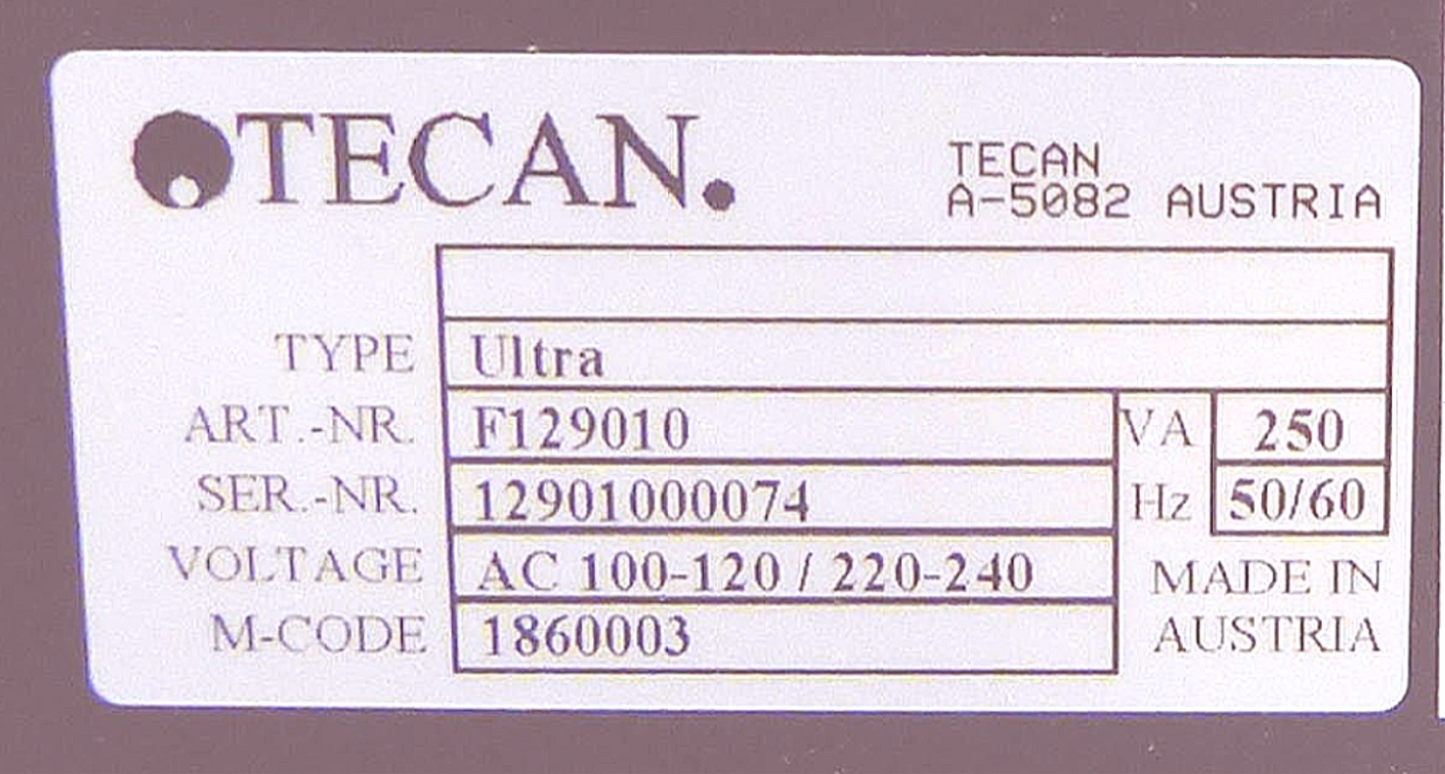 TECAN.
TECAN
A-5082 AUSTRIA
TYPE Ultra
ART.-NR. F129010 VA 250
SER.-NR. 12901000074 Hz 50/60
VOLTAGE AC 100-120 / 220-240 MADE IN
M-CODE 1860003 AUSTRIA